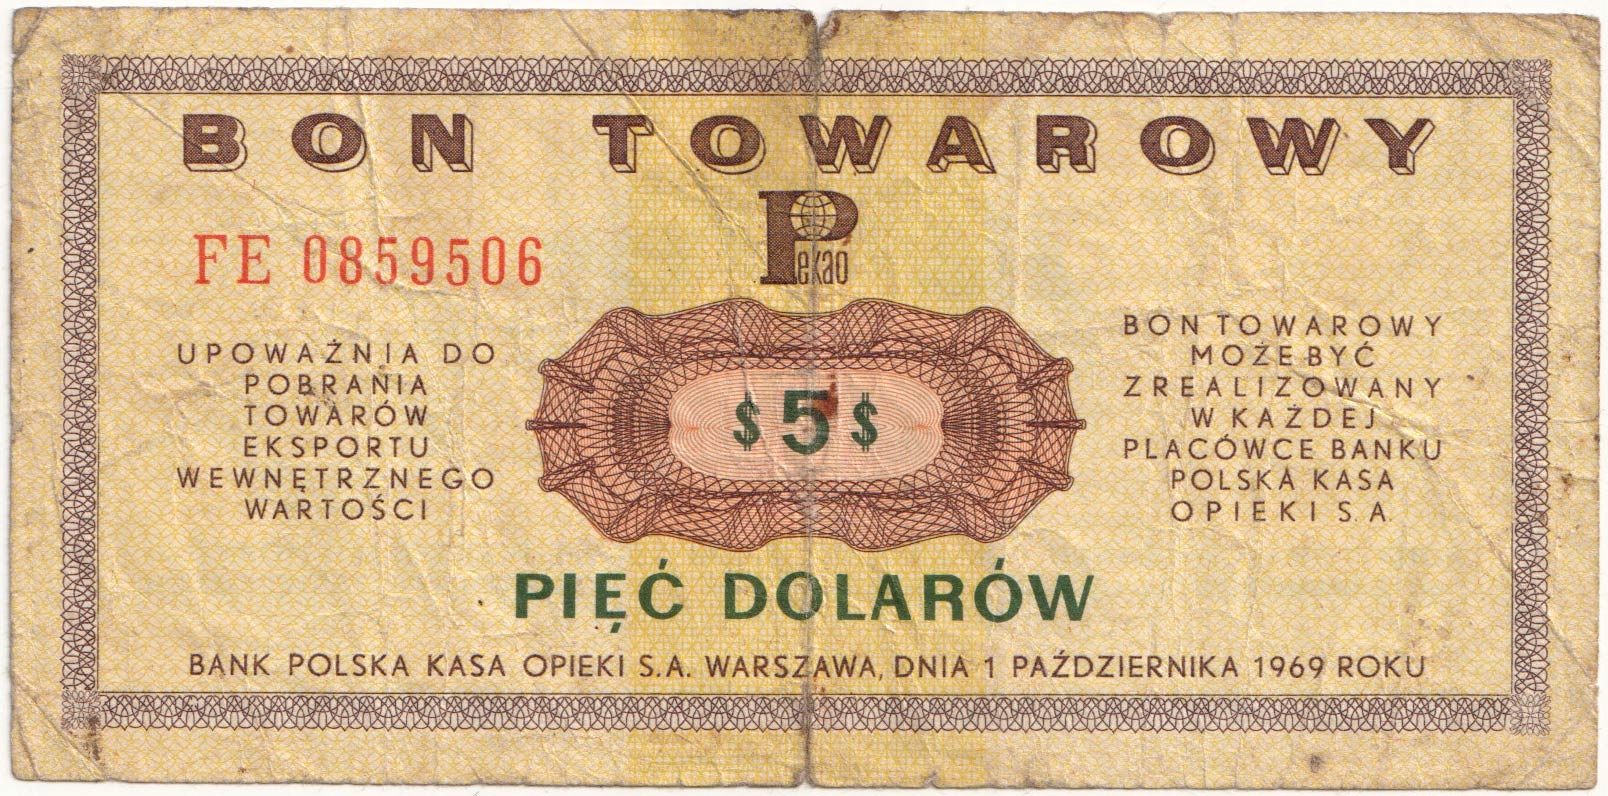 BON TOWAROWY
Pekao
FE 0859506
UPOWAŻNIA DO
POBRANIA
TOWARÓW
EKSPORTU
WEWNĘTRZNEGO
WARTOŚCI
$5$
BON TOWAROWY
MOŻE BYĆ
ZREALIZOWANY
W KAŻDEJ
PLACÓWCE BANKU
POLSKA KASA
OPIEKI S.A.
PIĘĆ DOLARÓW
BANK POLSKA KASA OPIEKI S.A. WARSZAWA, DNIA 1 PAŹDZIERNIKA 1969 ROKU